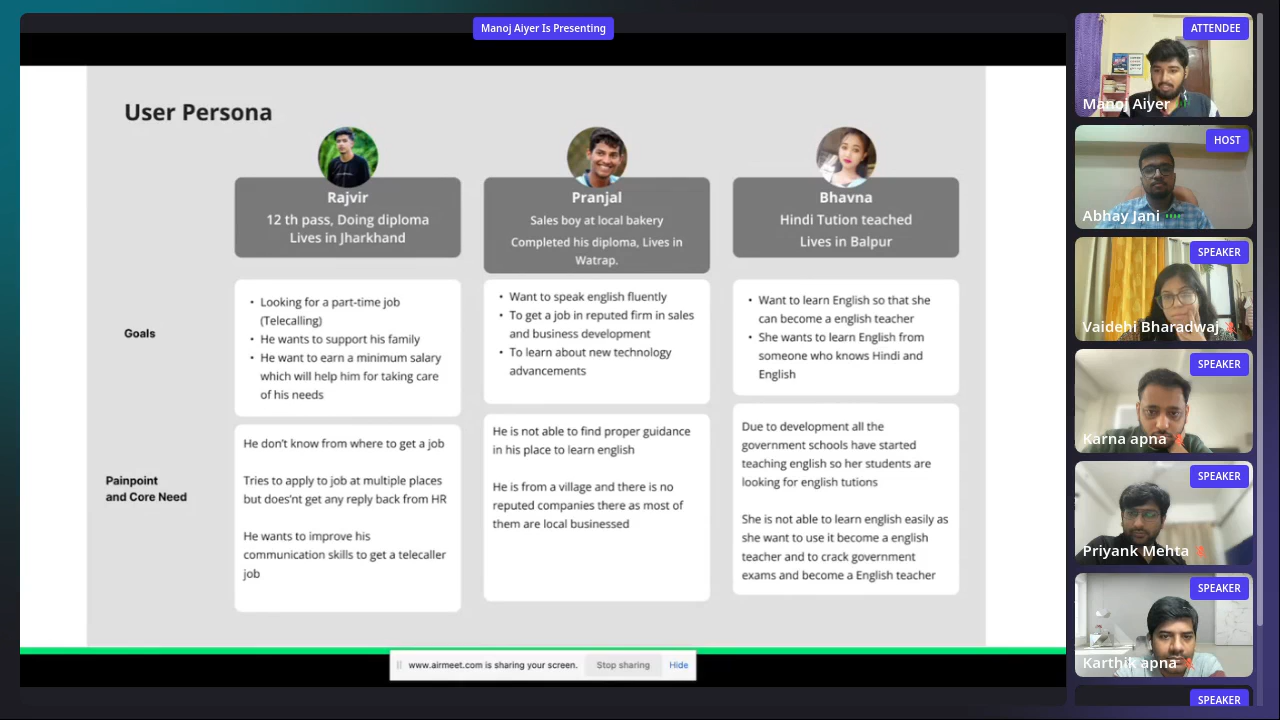 Manoj Aiyer Is Presenting
User Persona
Rajvir
12 th pass, Doing diploma
Lives in Jharkhand
Pranjal
Sales boy at local bakery
Completed his diploma, Lives in
Watrap.
Bhavna
Hindi Tution teached
Lives in Balpur
Goals
• Looking for a part-time job
(Telecalling)
• He wants to support his family
• He want to earn a minimum salary
which will help him for taking care
of his needs
• Want to speak english fluently
• To get a job in reputed firm in sales
and business development
• To learn about new technology
advancements
• Want to learn English so that she
can become a english teacher
• She wants to learn English from
someone who knows Hindi and
English
Painpoint
and Core Need
He don't know from where to get a job
Tries to apply to job at multiple places
but does'nt get any reply back from HR
He wants to improve his
communication skills to get a telecaller
job
He is not able to find proper guidance
in his place to learn english
He is from a village and there is no
reputed companies there as most of
them are local businessed
Due to development all the
government schools have started
teaching english so her students are
looking for english tutions
She is not able to learn english easily as
she want to use it become a english
teacher and to crack government
exams and become a English teacher
www.airmeet.com is sharing your screen.
Stop sharing
Hide
ATTENDEE
Manoj Aiyer
HOST
Abhay Jani
SPEAKER
Vaidehi Bharadwaj
SPEAKER
Karna apna
SPEAKER
Priyank Mehta
SPEAKER
Karthik apna
SPEAKER